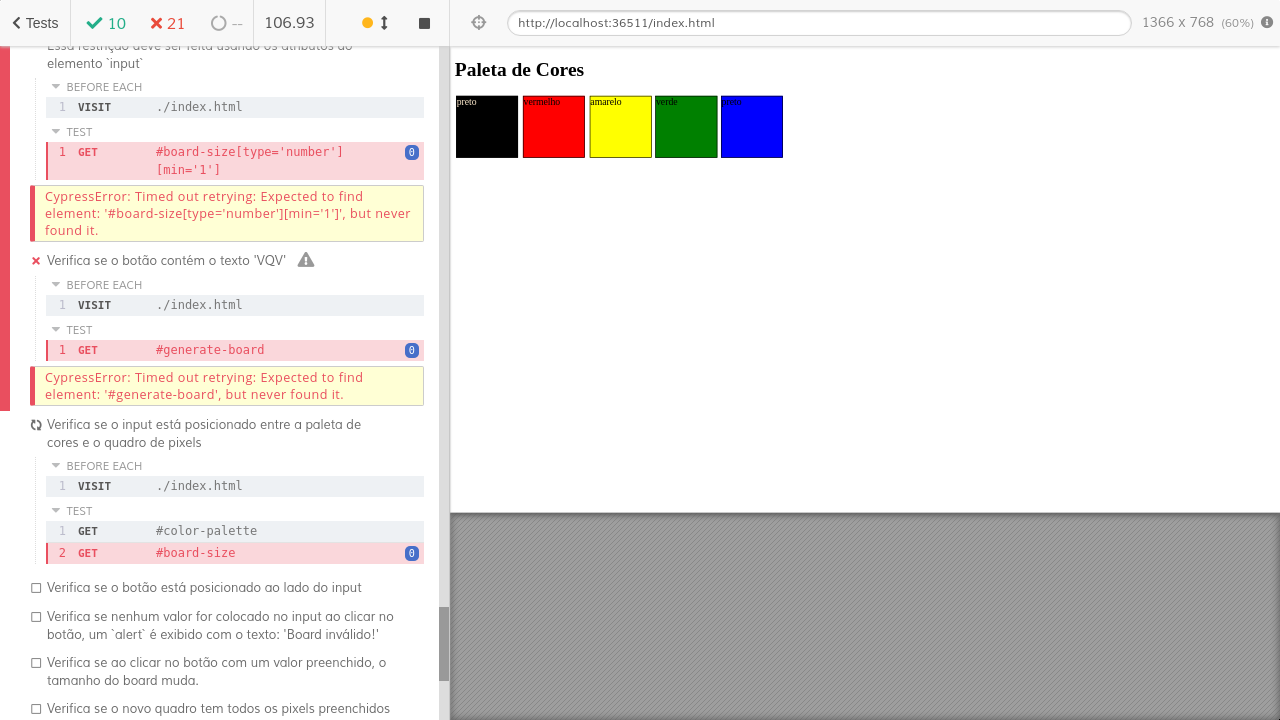 Tests 10 21 -- 106.93
http://localhost:36511/index.html 1366 x 768 (60%)
Essa restrição deve ser feita usando os atributos do
elemento `input`
BEFORE EACH
1 VISIT ./index.html
TEST
1 GET #board-size[type='number'] 0
[min='1']
CypressError: Timed out retrying: Expected to find
element: '#board-size[type='number'][min='1']', but never
found it.
Verifica se o botão contém o texto 'VQV'
BEFORE EACH
1 VISIT ./index.html
TEST
1 GET #generate-board 0
CypressError: Timed out retrying: Expected to find
element: '#generate-board', but never found it.
Verifica se o input está posicionado entre a paleta de
cores e o quadro de pixels
BEFORE EACH
1 VISIT ./index.html
TEST
1 GET #color-palette
2 GET #board-size 0
Verifica se o botão está posicionado ao lado do input
Verifica se nenhum valor for colocado no input ao clicar no
botão, um `alert` é exibido com o texto: 'Board inválido!'
Verifica se ao clicar no botão com um valor preenchido, o
tamanho do board muda.
Verifica se o novo quadro tem todos os pixels preenchidos
Paleta de Cores
preto vermelho amarelo verde preto